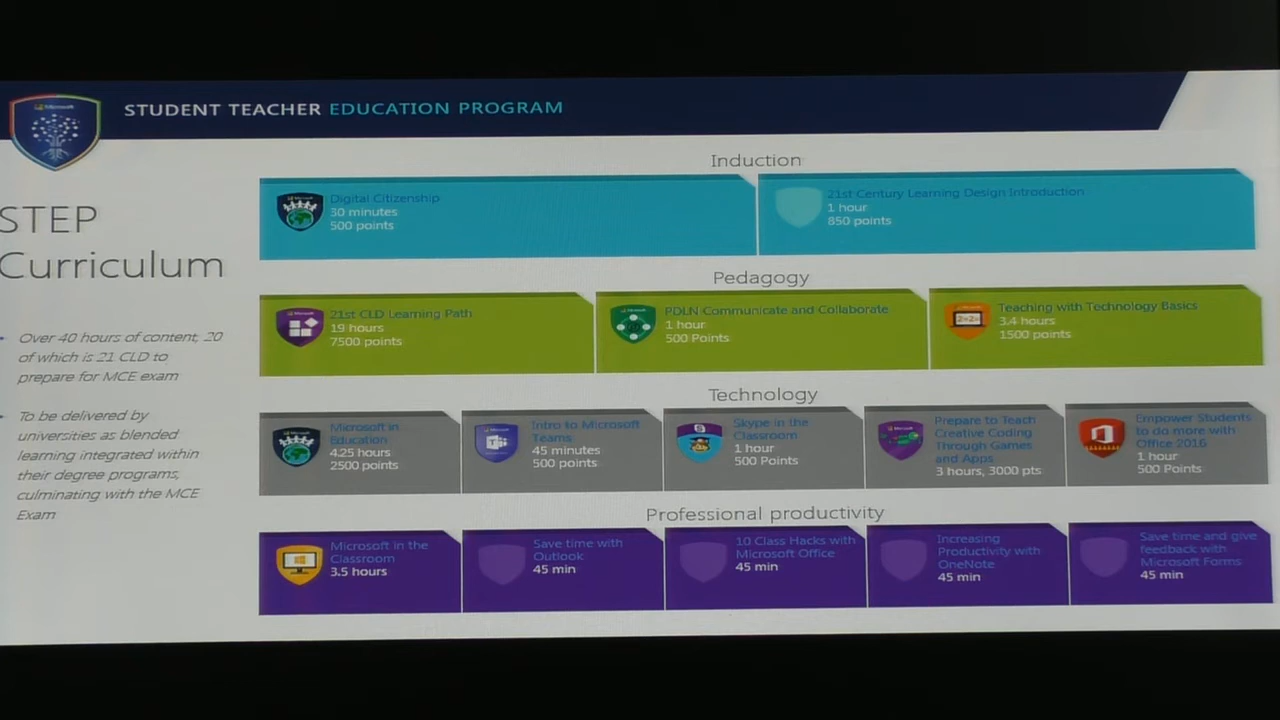 STUDENT TEACHER EDUCATION PROGRAM
STEP
Curriculum
Over 40 hours of content, 20
of which is 21 CLD to
prepare for MCE exam
To be delivered by
universities as blended
learning integrated within
their degree programs,
culminating with the MCE
Exam
Induction
Digital Citizenship
30 minutes
500 points
21st Century Learning Design Introduction
1 hour
850 points
Pedagogy
21st CLD Learning Path
19 hours
7500 points
PDLN Communicate and Collaborate
1 hour
500 Points
Teaching with Technology Basics
3.4 hours
1500 points
Technology
Microsoft in
Education
4.25 hours
2500 points
Intro to Microsoft
Teams
45 minutes
500 points
Skype in the
Classroom
1 hour
500 Points
Prepare to Teach
Creative Coding
Through Games
and Apps
3 hours, 3000 pts
Empower Students
to do more with
Office 2016
1 hour
500 Points
Professional productivity
Microsoft in the
Classroom
3.5 hours
Save time with
Outlook
45 min
10 Class Hacks with
Microsoft Office
45 min
Increasing
Productivity with
OneNote
45 min
Save time and give
feedback with
Microsoft Forms
45 min